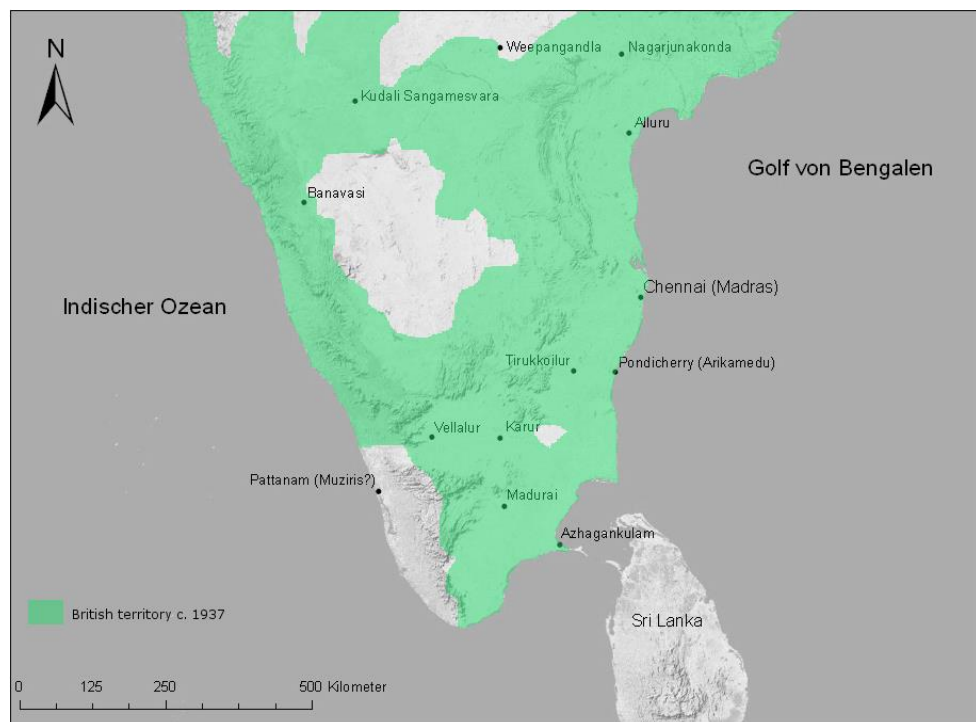 N
Weepangandla
Nagarjunakonda
Kudali Sangamesvara
Alluru
Golf von Bengalen
Banavasi
Indischer Ozean
Chennai (Madras)
Tirukkoilur
Pondicherry (Arikamedu)
Vellalur
Karur
Pattanam (Muziris?)
Madurai
Azhagankulam
British territory c. 1937
Sri Lanka
0 125 250 500 Kilometer